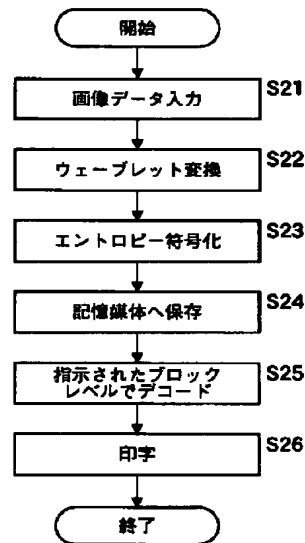 開始
画像データ入力 S21
ウェーブレット変換 S22
エントロピー符号化 S23
記憶媒体へ保存 S24
指示されたブロック S25
レベルでデコード
印字 S26
終了